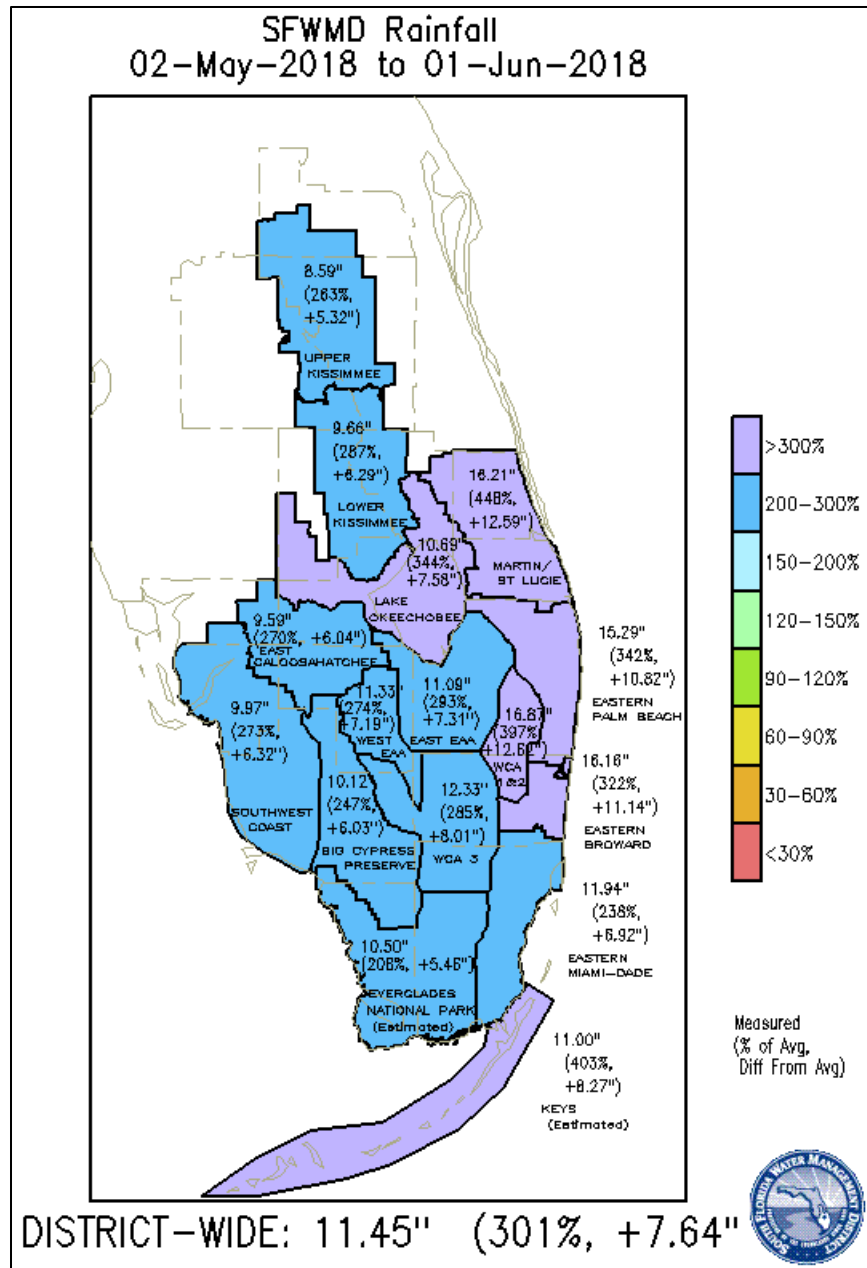 SFWMD Rainfall
02-May-2018 to 01-Jun-2018
8.59"
(263%,
+5.32")
UPPER
KISSIMMEE
9.66"
(287%,
+6.29")
LOWER
KISSIMMEE
16.21"
(448%,
+12.59")
MARTIN/
ST LUCIE
10.69"
(344%,
+7.58")
LAKE
OKEECHOBEE
9.59"
(270%, +6.04")
EAST
CALOOSAHATCHEE
9.97"
(273%,
+6.32")
SOUTHWEST
COAST
11.33"
(274%,
+7.19")
WEST
EAA
11.09"
(293%,
+7.31")
EAST EAA
16.87"
(397%,
+12.62")
WCA
1&2
15.29"
(342%,
+10.82")
EASTERN
PALM BEACH
10.12"
(247%,
+6.03")
BIG CYPRESS
PRESERVE
12.33"
(285%,
+8.01")
WCA 3
16.16"
(322%,
+11.14")
EASTERN
BROWARD
11.94"
(238%,
+6.92")
EASTERN
MIAMI-DADE
10.50"
(208%, +5.46")
EVERGLADES
NATIONAL PARK
(Estimated)
11.00"
(403%,
+8.27")
KEYS
(Estimated)
>300%
200-300%
150-200%
120-150%
90-120%
60-90%
30-60%
<30%
Measured
(% of Avg,
Diff From Avg)
DISTRICT-WIDE: 11.45" (301%, +7.64"
SOUTH FLORIDA WATER MANAGEMENT DISTRICT